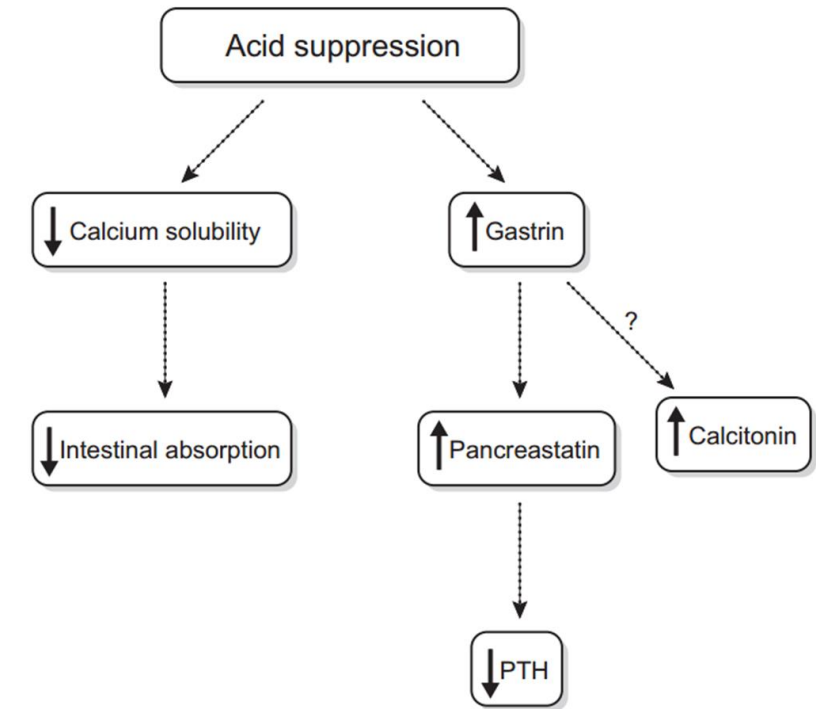 Acid suppression
Calcium solubility
Gastrin
?
Intestinal absorption
Pancreastatin
Calcitonin
PTH